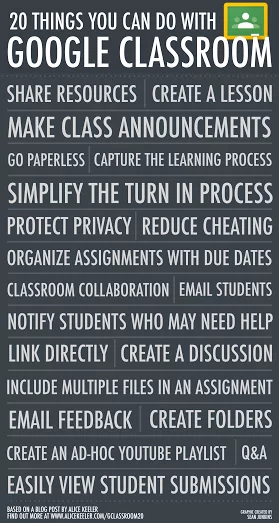 20 THINGS YOU CAN DO WITH
GOOGLE CLASSROOM
SHARE RESOURCES | CREATE A LESSON
MAKE CLASS ANNOUNCEMENTS
GO PAPERLESS | CAPTURE THE LEARNING PROCESS
SIMPLIFY THE TURN IN PROCESS
PROTECT PRIVACY | REDUCE CHEATING
ORGANIZE ASSIGNMENTS WITH DUE DATES
CLASSROOM COLLABORATION | EMAIL STUDENTS
NOTIFY STUDENTS WHO MAY NEED HELP
LINK DIRECTLY | CREATE A DISCUSSION
INCLUDE MULTIPLE FILES IN AN ASSIGNMENT
EMAIL FEEDBACK | CREATE FOLDERS
CREATE AN AD-HOC YOUTUBE PLAYLIST | Q&A
EASILY VIEW STUDENT SUBMISSIONS
BASED ON A BLOG POST BY ALICE KEELER
FIND OUT MORE AT WWW.ALICEKEELER.COM/GCLASSROOM20
GRAPHIC CREATED BY
SEAN JUNKINS